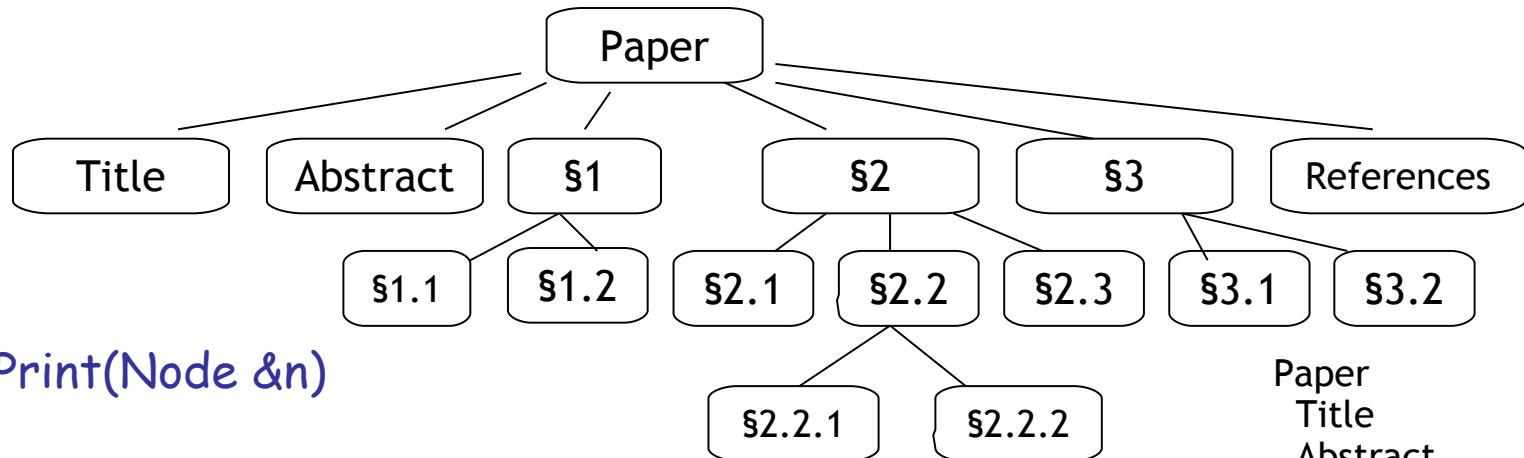 Paper
Title Abstract §1 §2 §3 References
§1.1 §1.2 §2.1 §2.2 §2.3 §3.1 §3.2
Print(Node &n)
§2.2.1 §2.2.2
Paper
Title
Abstract